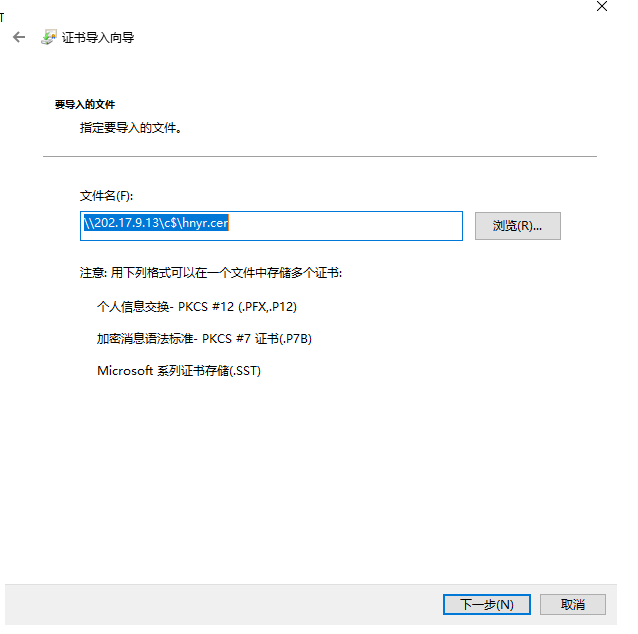 证书导入向导
要导入的文件
指定要导入的文件。
文件名(F):
\\202.17.9.13\c$\hnyr.cer
浏览(R)...
注意: 用下列格式可以在一个文件中存储多个证书:
个人信息交换- PKCS #12 (.PFX,.P12)
加密消息语法标准- PKCS #7 证书(.P7B)
Microsoft 系列证书存储(.SST)
下一步(N)
取消